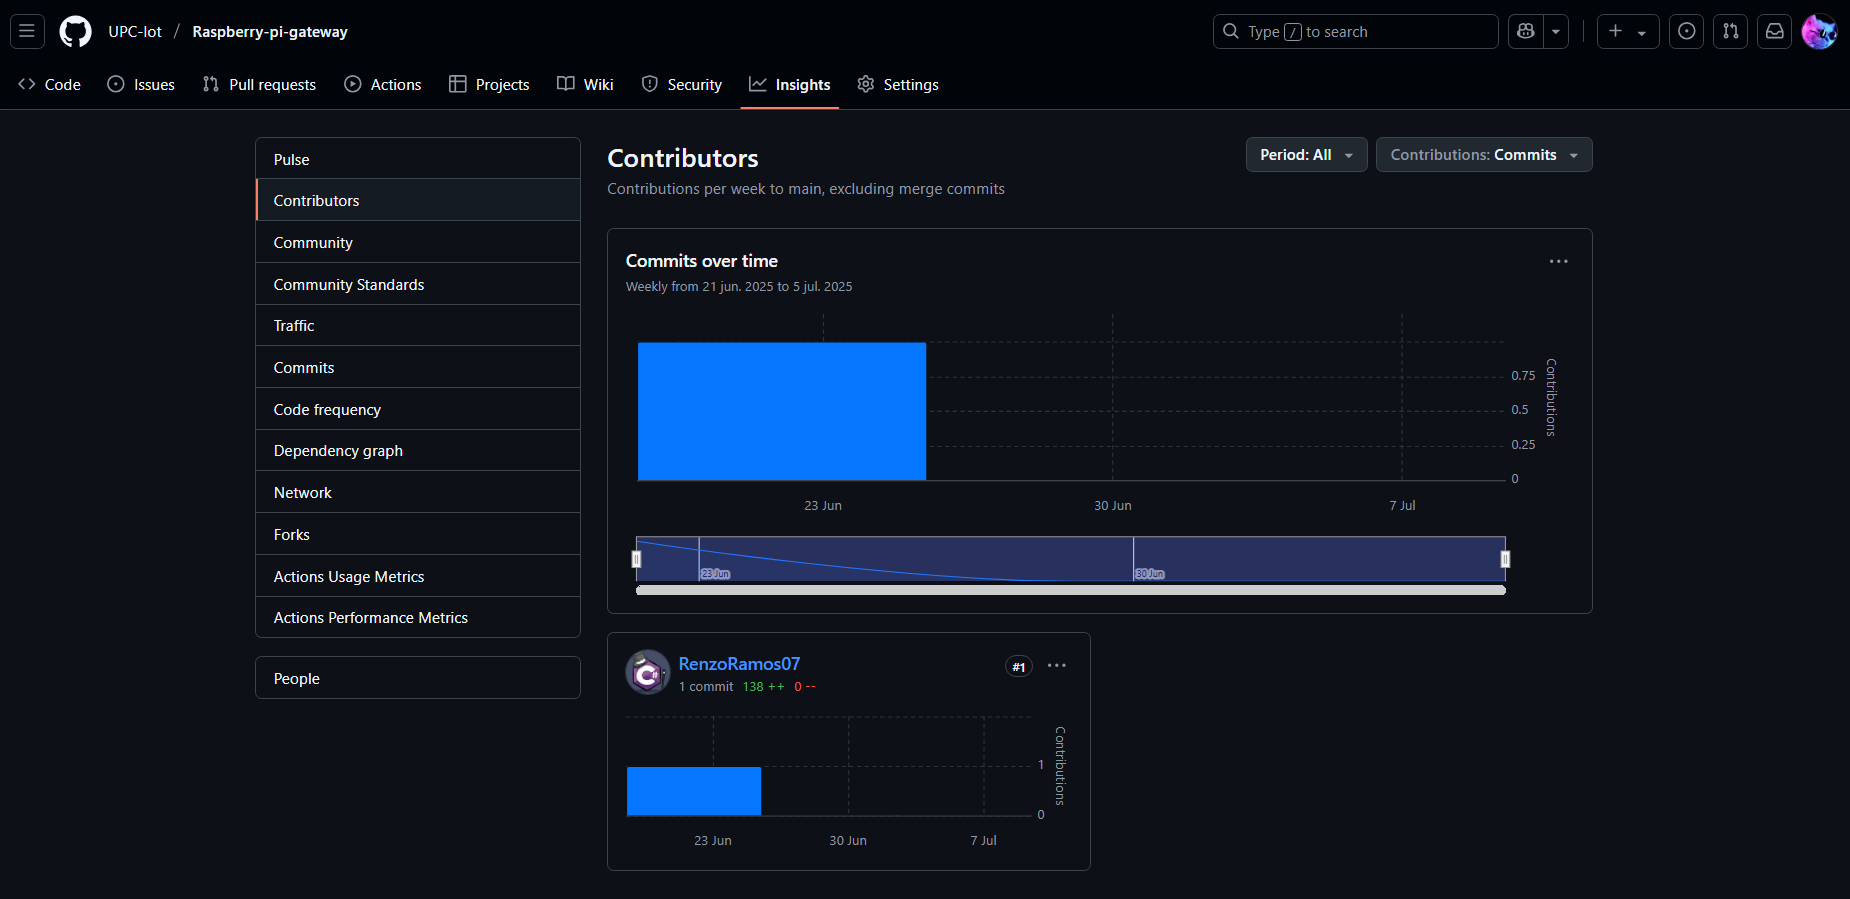 UPC-Iot / Raspberry-pi-gateway
Type / to search
Code
Issues
Pull requests
Actions
Projects
Wiki
Security
Insights
Settings
Pulse
Contributors
Community
Community Standards
Traffic
Commits
Code frequency
Dependency graph
Network
Forks
Actions Usage Metrics
Actions Performance Metrics
People
Contributors
Contributions per week to main, excluding merge commits
Period: All
Contributions: Commits
Commits over time
Weekly from 21 jun. 2025 to 5 jul. 2025
0.75
0.5
0.25
0
Contributions
23 Jun
30 Jun
7 Jul
23 Jun
30 Jun
RenzoRamos07
#1
1 commit 138 ++ 0 --
1
0
Contributions
23 Jun
30 Jun
7 Jul